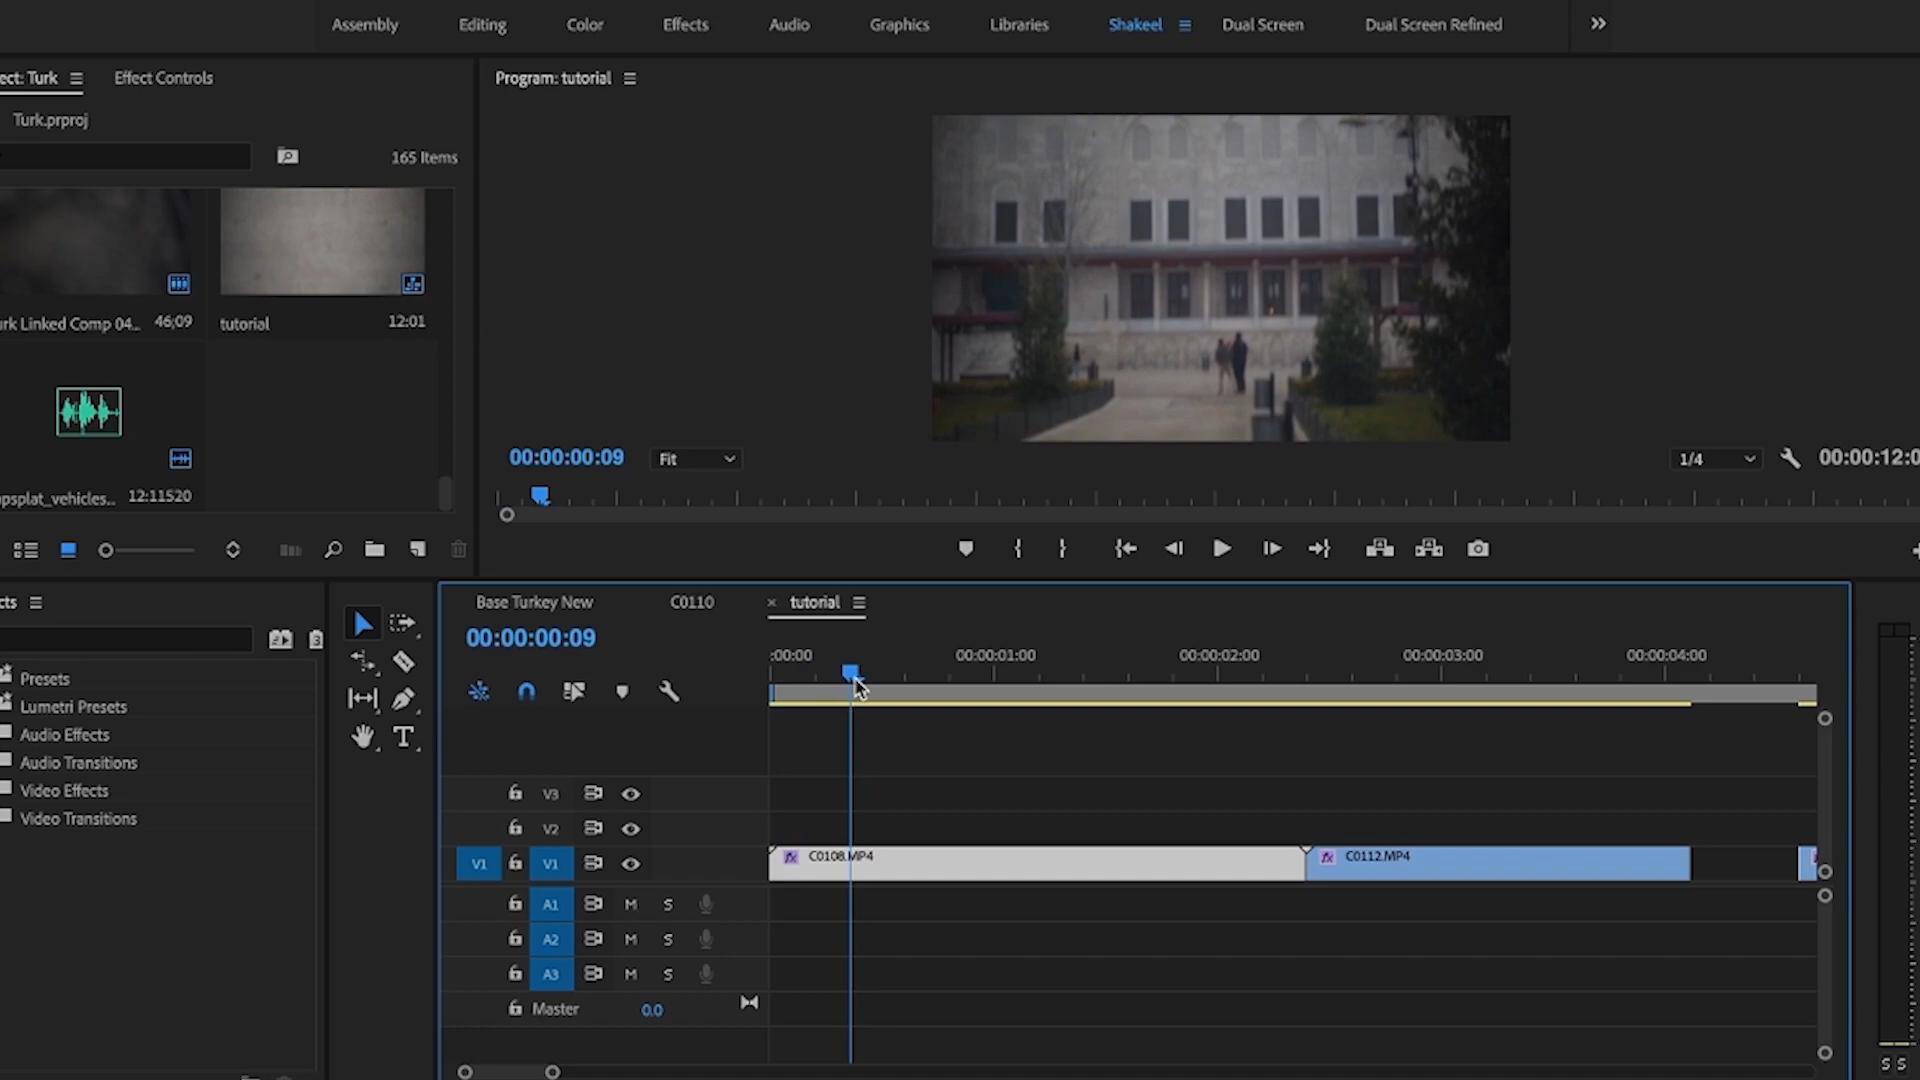 Assembly Editing Color Effects Audio Graphics Libraries Shakeel Dual Screen Dual Screen Refined
ect: Turk Effect Controls
Program: tutorial
Turk.prproj
165 Items
urk Linked Comp 04... 46;09
tutorial 12:01
psplat_vehicles... 12:11520
00:00:00:09 Fit 1/4 00:00:12:0
cts
Base Turkey New C0110 × tutorial
00:00:00:09
:00:00 00:00:01:00 00:00:02:00 00:00:03:00 00:00:04:00
Presets
Lumetri Presets
Audio Effects
Audio Transitions
Video Effects
Video Transitions
V3
V2
V1 V1 fx C0108.MP4 fx C0112.MP4
A1 M S
A2 M S
A3 M S
Master 0.0
S S